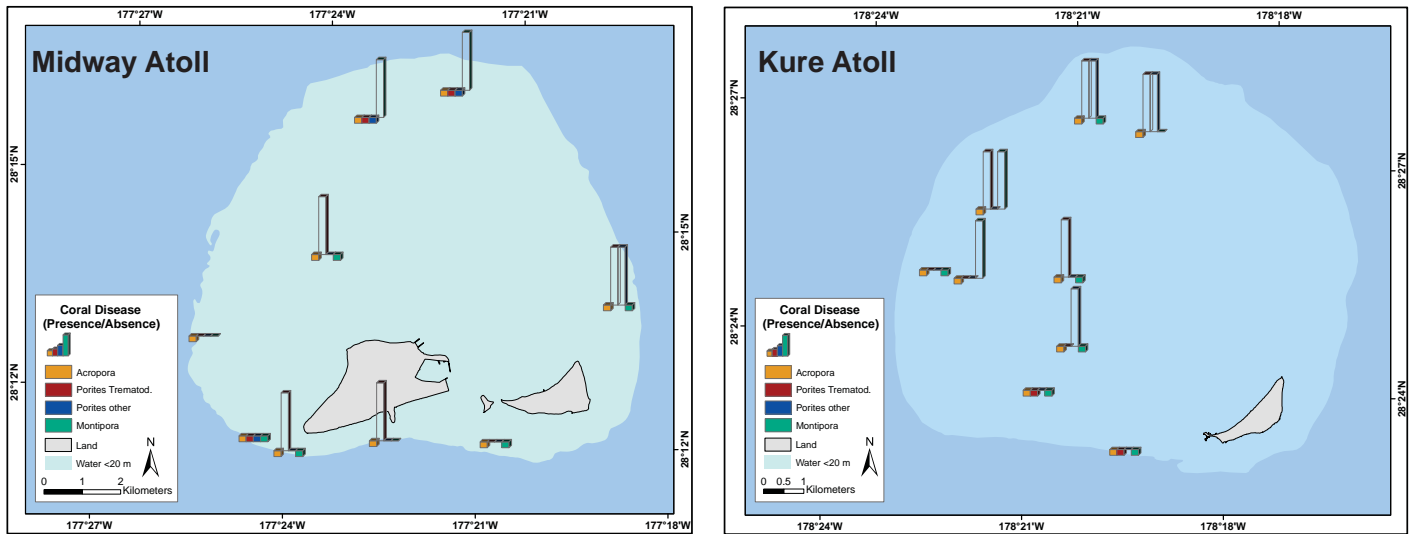 177°27'W
177°24'W
177°21'W
Midway Atoll
28°15'N
28°12'N
28°15'N
28°12'N
Coral Disease
(Presence/Absence)
Acropora
Porites Trematod.
Porites other
Montipora
Land
Water <20 m
N
0 1 2
Kilometers
177°27'W
177°24'W
177°21'W
177°18'W
178°24'W
178°21'W
178°18'W
Kure Atoll
28°27'N
28°24'N
28°27'N
28°24'N
Coral Disease
(Presence/Absence)
Acropora
Porites Trematod.
Porites other
Montipora
Land
Water <20 m
N
0 0.5 1
Kilometers
178°24'W
178°21'W
178°18'W